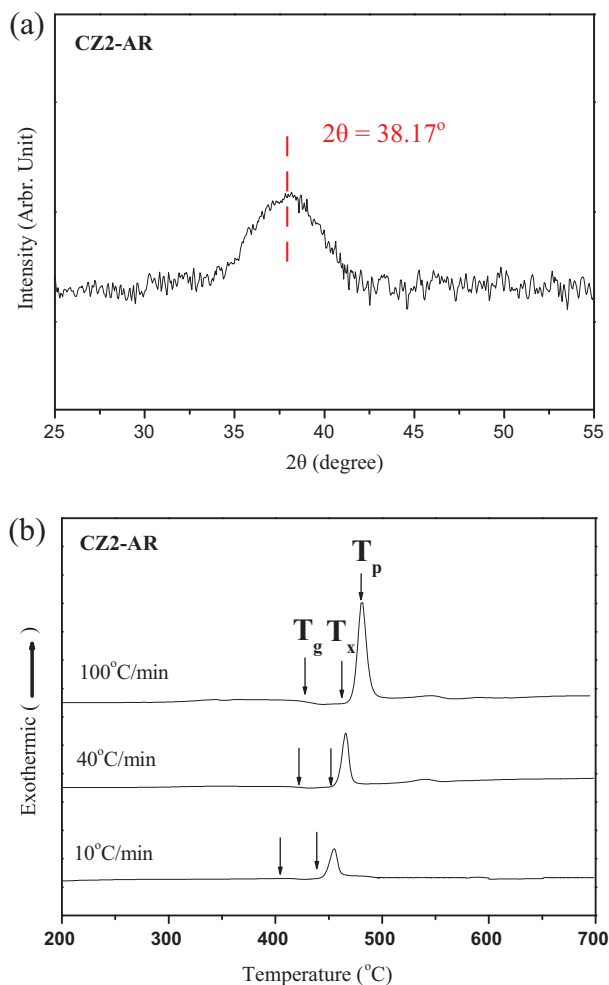 (a)
CZ2-AR
2θ = 38.17°
Intensity (Arbr. Unit)
25 30 35 40 45 50 55
2θ (degree)
(b)
CZ2-AR
Tp
Tg Tx
100°C/min
40°C/min
10°C/min
Exothermic ( )
200 300 400 500 600 700
Temperature (°C)